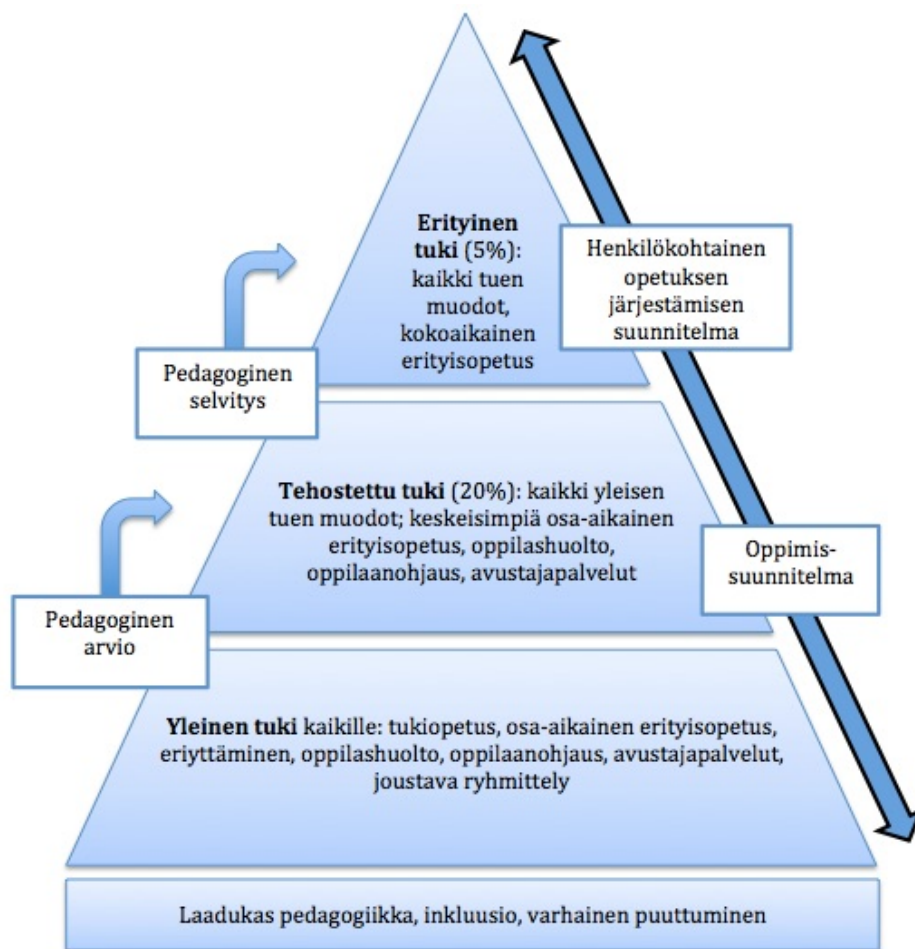 Erityinen
tuki (5%):
kaikki tuen
muodot,
kokoaikainen
erityisopetus
Henkilökohtainen
opetuksen
järjestämisen
suunnitelma
Pedagoginen
selvitys
Tehostettu tuki (20%): kaikki yleisen
tuen muodot; keskeisimpiä osa-aikainen
erityisopetus, oppilashuolto,
oppilaanohjaus, avustajapalvelut
Oppimis-
suunnitelma
Pedagoginen
arvio
Yleinen tuki kaikille: tukiopetus, osa-aikainen erityisopetus,
eriyttäminen, oppilashuolto, oppilaanohjaus, avustajapalvelut,
joustava ryhmittely
Laadukas pedagogiikka, inkluusio, varhainen puuttuminen